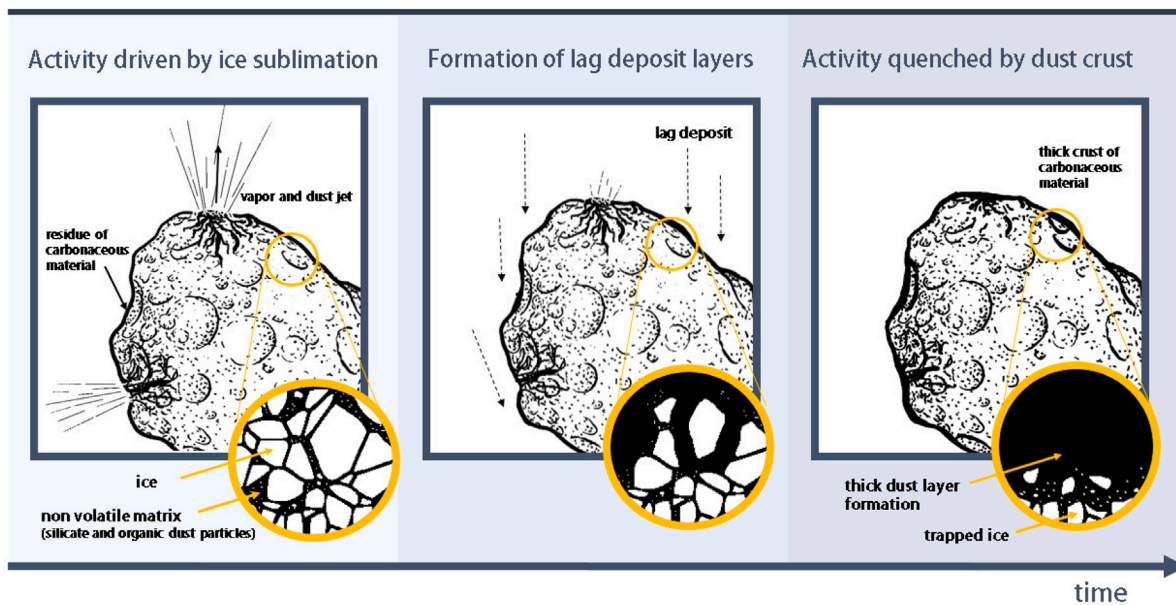 Activity driven by ice sublimation
Formation of lag deposit layers
Activity quenched by dust crust
vapor and dust jet
residue of
carbonaceous
material
ice
non volatile matrix
(silicate and organic dust particles)
lag deposit
thick crust of
carbonaceous
material
thick dust layer
formation
trapped ice
time